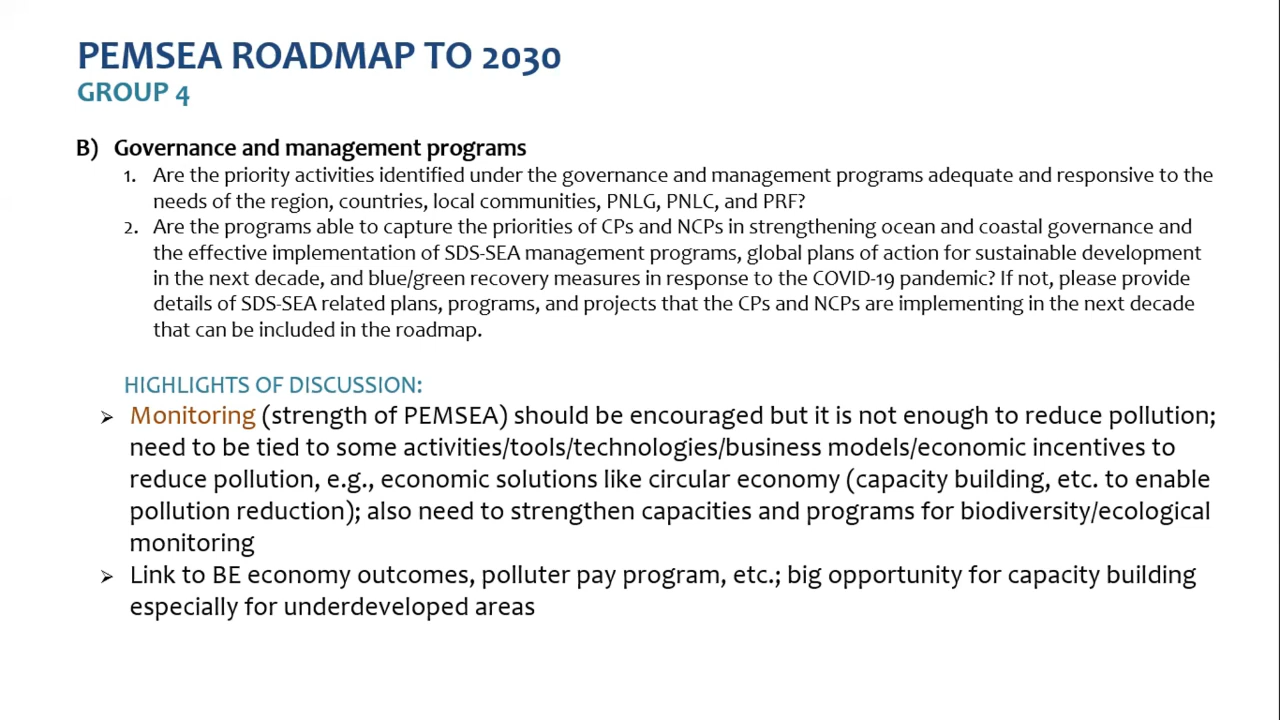 PEMSEA ROADMAP TO 2030
GROUP 4
B) Governance and management programs
1. Are the priority activities identified under the governance and management programs adequate and responsive to the
needs of the region, countries, local communities, PNLG, PNLC, and PRF?
2. Are the programs able to capture the priorities of CPs and NCPs in strengthening ocean and coastal governance and
the effective implementation of SDS-SEA management programs, global plans of action for sustainable development
in the next decade, and blue/green recovery measures in response to the COVID-19 pandemic? If not, please provide
details of SDS-SEA related plans, programs, and projects that the CPs and NCPs are implementing in the next decade
that can be included in the roadmap.
HIGHLIGHTS OF DISCUSSION:
➢ Monitoring (strength of PEMSEA) should be encouraged but it is not enough to reduce pollution;
need to be tied to some activities/tools/technologies/business models/economic incentives to
reduce pollution, e.g., economic solutions like circular economy (capacity building, etc. to enable
pollution reduction); also need to strengthen capacities and programs for biodiversity/ecological
monitoring
➢ Link to BE economy outcomes, polluter pay program, etc.; big opportunity for capacity building
especially for underdeveloped areas